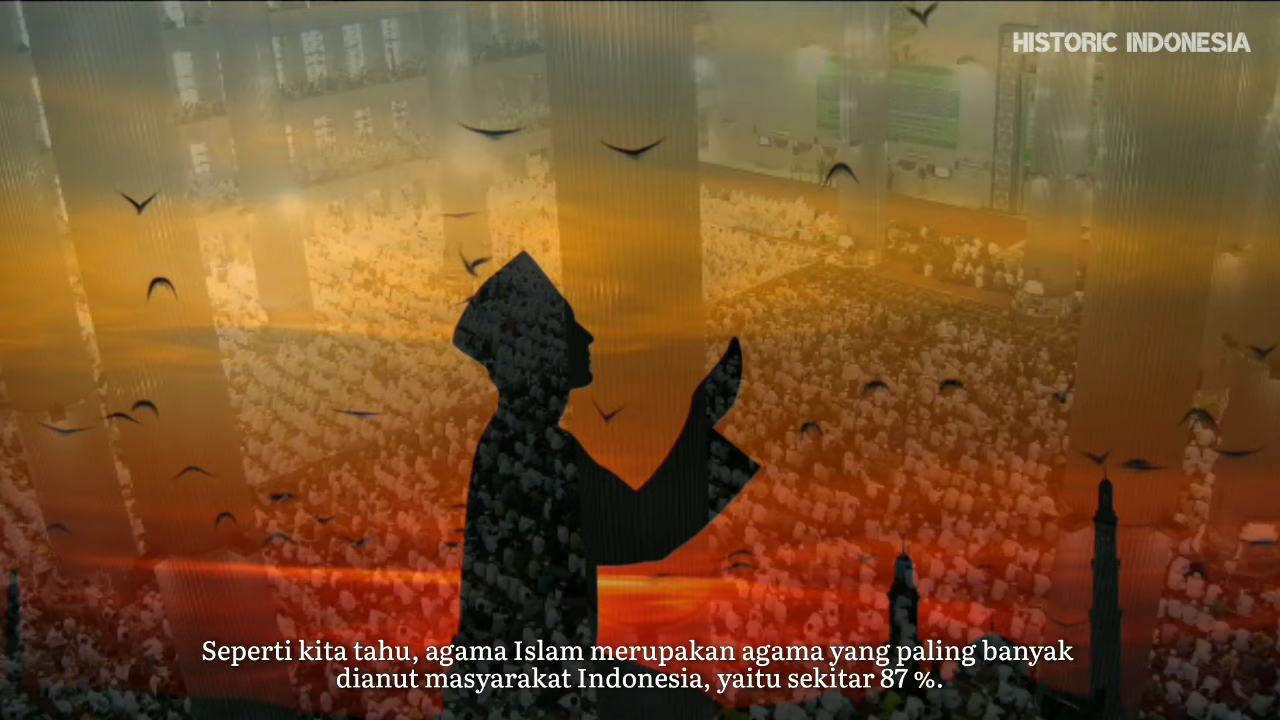 HISTORIC INDONESIA
Seperti kita tahu, agama Islam merupakan agama yang paling banyak
dianut masyarakat Indonesia, yaitu sekitar 87 %.